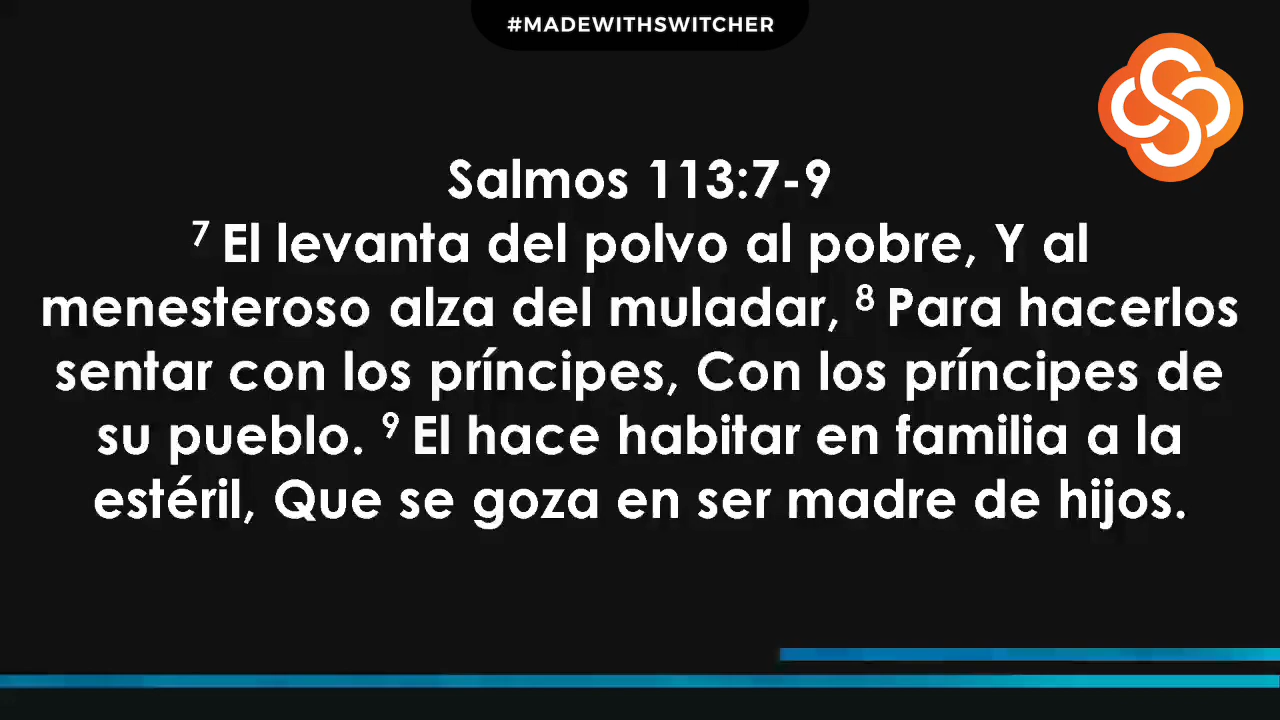 #MADEWITHSWITCHER
Salmos 113:7-9
⁷ El levanta del polvo al pobre, Y al
menesteroso alza del muladar, ⁸ Para hacerlos
sentar con los príncipes, Con los príncipes de
su pueblo. ⁹ El hace habitar en familia a la
estéril, Que se goza en ser madre de hijos.